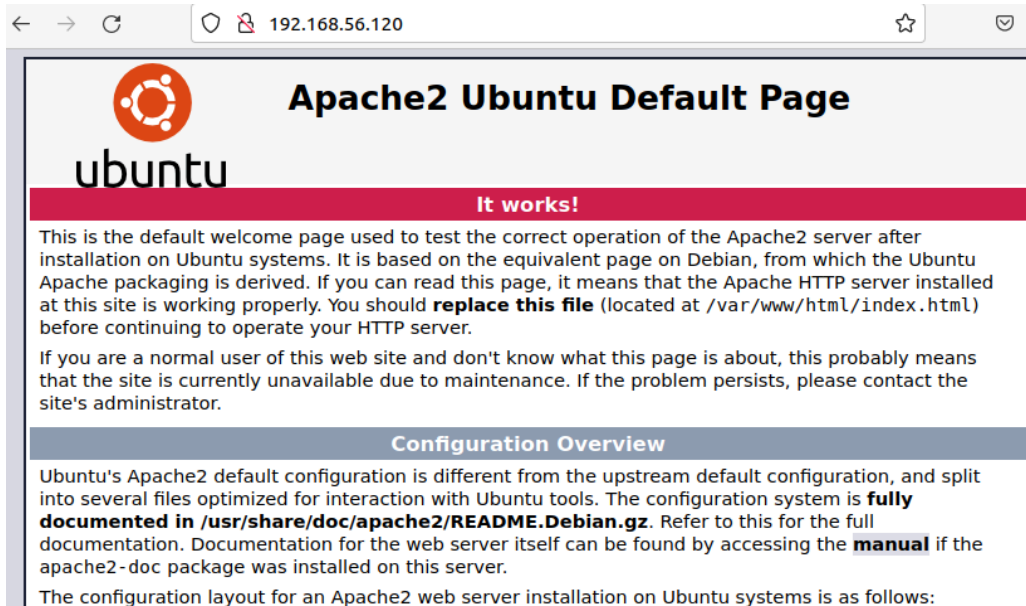 192.168.56.120
Apache2 Ubuntu Default Page
ubuntu
It works!
This is the default welcome page used to test the correct operation of the Apache2 server after
installation on Ubuntu systems. It is based on the equivalent page on Debian, from which the Ubuntu
Apache packaging is derived. If you can read this page, it means that the Apache HTTP server installed
at this site is working properly. You should replace this file (located at /var/www/html/index.html)
before continuing to operate your HTTP server.
If you are a normal user of this web site and don't know what this page is about, this probably means
that the site is currently unavailable due to maintenance. If the problem persists, please contact the
site's administrator.
Configuration Overview
Ubuntu's Apache2 default configuration is different from the upstream default configuration, and split
into several files optimized for interaction with Ubuntu tools. The configuration system is fully
documented in /usr/share/doc/apache2/README.Debian.gz. Refer to this for the full
documentation. Documentation for the web server itself can be found by accessing the manual if the
apache2-doc package was installed on this server.
The configuration layout for an Apache2 web server installation on Ubuntu systems is as follows: